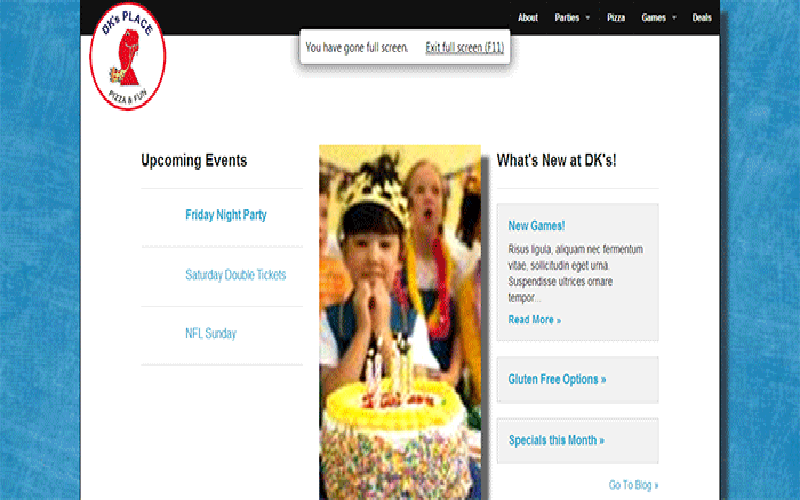 DK's PLACE
PIZZA & FUN
About Parties Pizza Games Deals
You have gone full screen. Exit full screen (F11)
Upcoming Events
Friday Night Party
Saturday Double Tickets
NFL Sunday
What's New at DK's!
New Games!
Risus ligula, aliquam nec fermentum
vitae, sollicitudin eget urna.
Suspendisse ultrices ornare
tempor...
Read More »
Gluten Free Options »
Specials this Month »
Go To Blog »